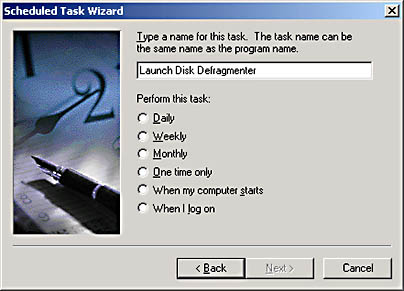 Scheduled Task Wizard
Type a name for this task. The task name can be
the same name as the program name.
Launch Disk Defragmenter
Perform this task:
Daily
Weekly
Monthly
One time only
When my computer starts
When I log on
< Back
Next >
Cancel